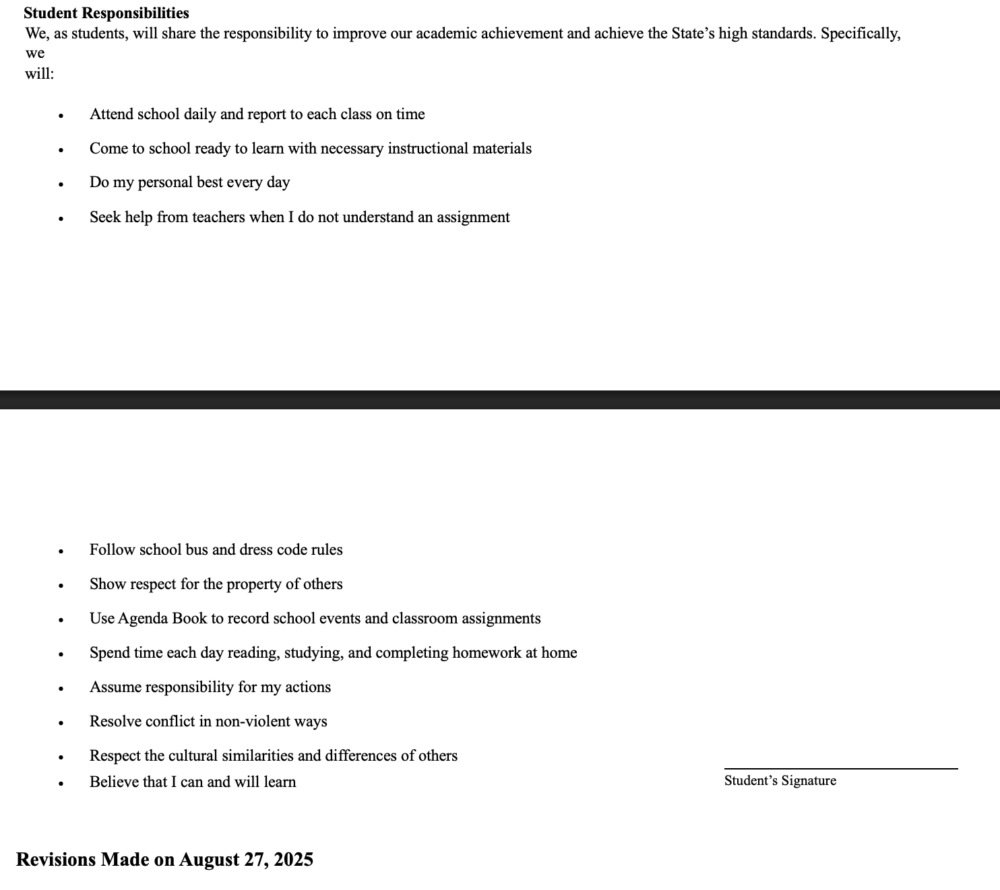 Student Responsibilities
We, as students, will share the responsibility to improve our academic achievement and achieve the State’s high standards. Specifically,
we
will:
• Attend school daily and report to each class on time
• Come to school ready to learn with necessary instructional materials
• Do my personal best every day
• Seek help from teachers when I do not understand an assignment
• Follow school bus and dress code rules
• Show respect for the property of others
• Use Agenda Book to record school events and classroom assignments
• Spend time each day reading, studying, and completing homework at home
• Assume responsibility for my actions
• Resolve conflict in non-violent ways
• Respect the cultural similarities and differences of others
• Believe that I can and will learn
Student’s Signature
Revisions Made on August 27, 2025